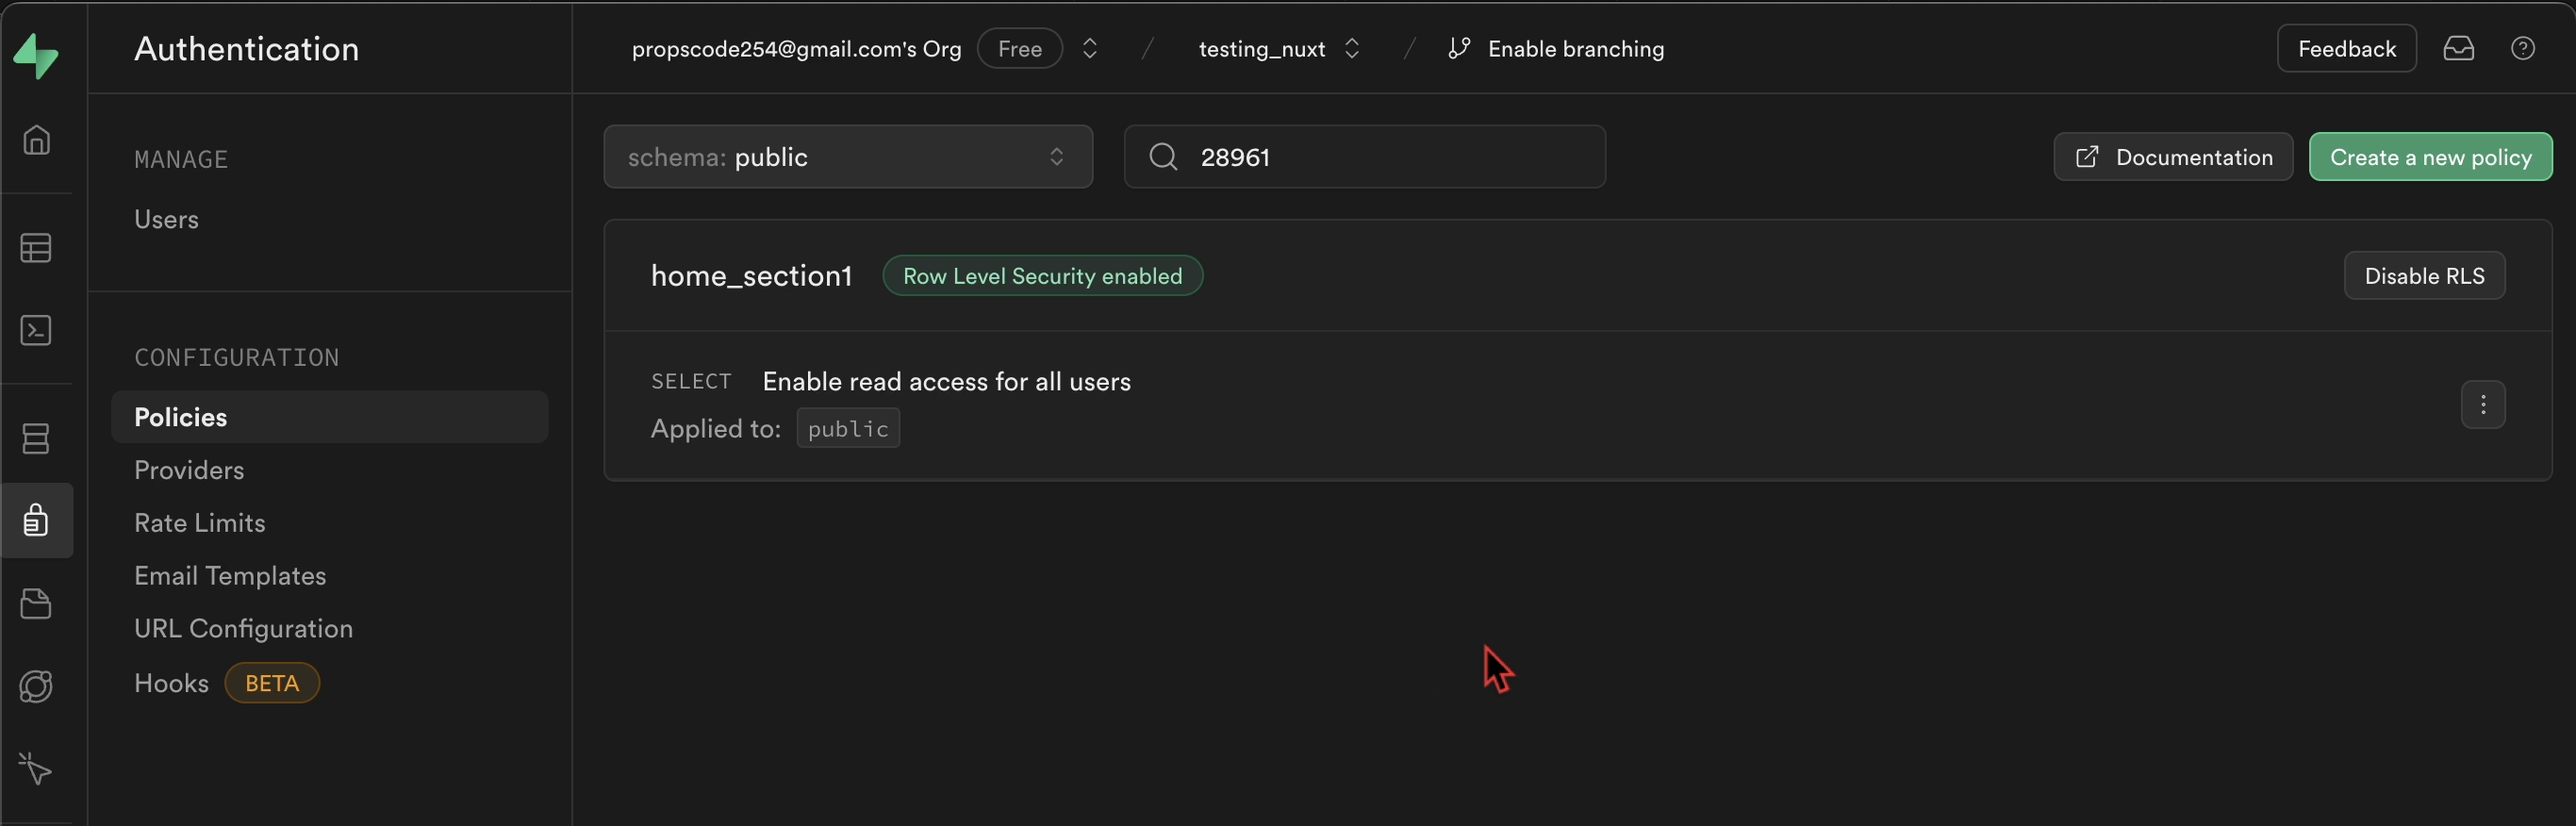 Authentication
propscode254@gmail.com's Org Free / testing_nuxt / Enable branching
Feedback
MANAGE
Users
CONFIGURATION
Policies
Providers
Rate Limits
Email Templates
URL Configuration
Hooks BETA
schema: public
28961
Documentation
Create a new policy
home_section1 Row Level Security enabled
Disable RLS
SELECT Enable read access for all users
Applied to: public